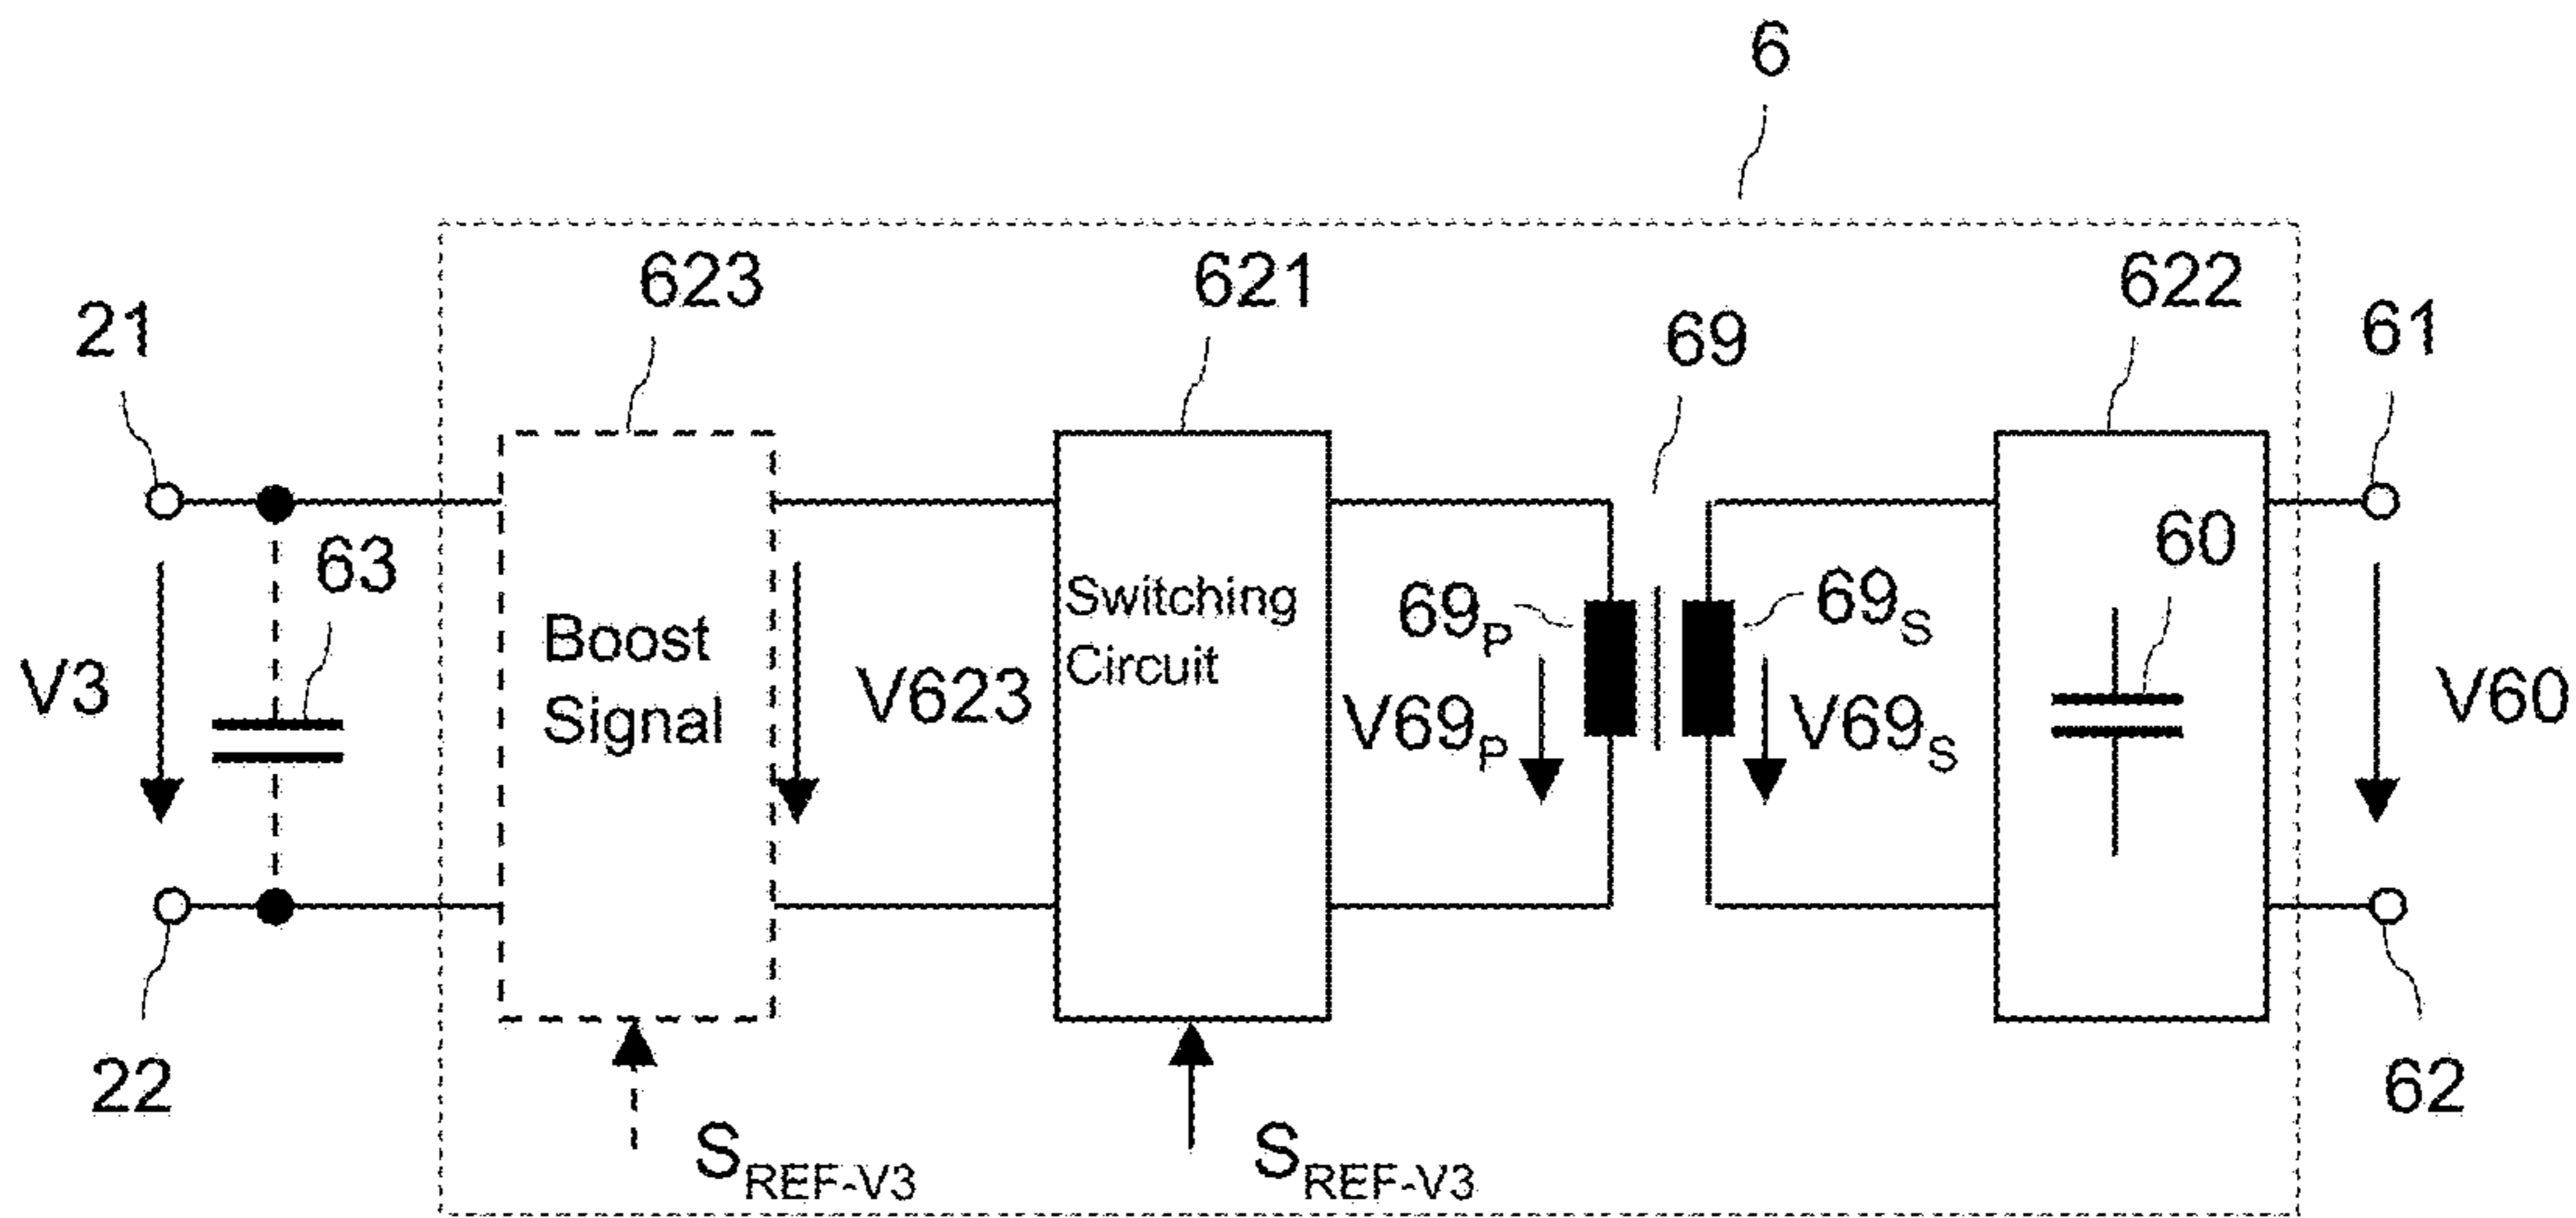 6
623
621
622
21
69
61
63
60
Switching
Circuit
69P
69S
Boost
Signal
V3
V623
V69P
V69S
V60
22
62
SREF-V3
SREF-V3